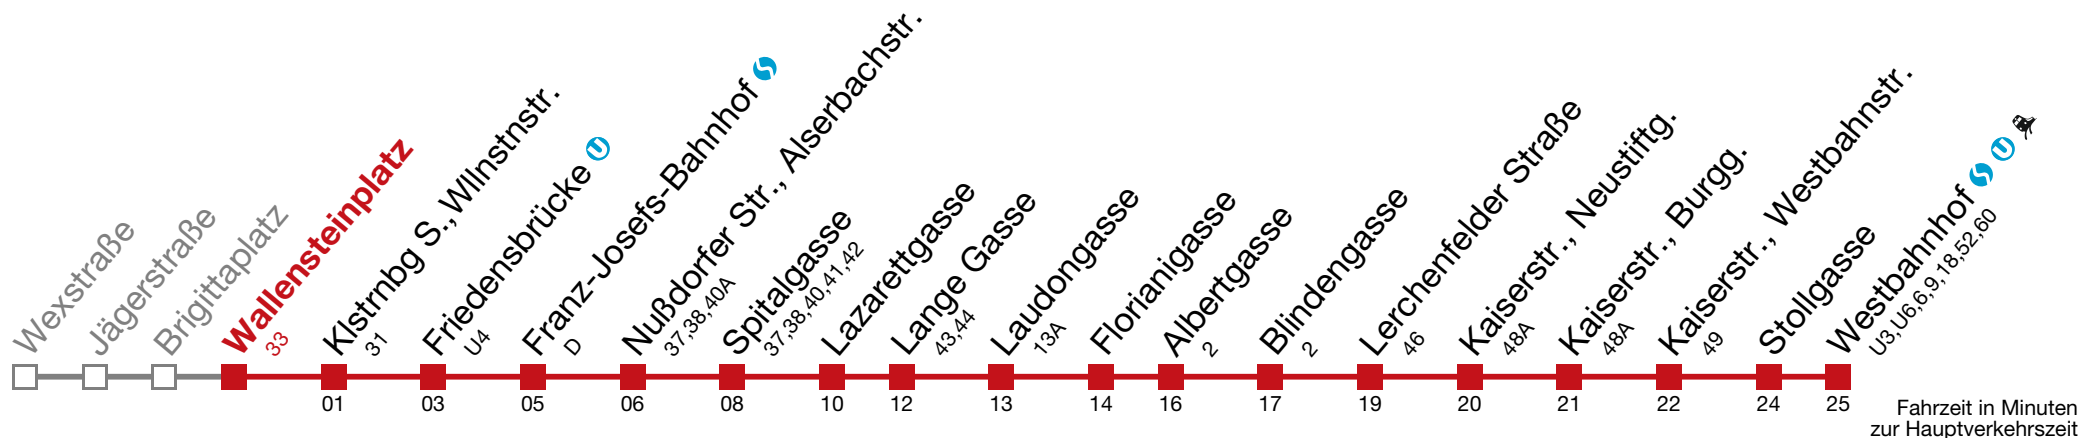 Wexstraße
Jägerstraße
Brigittaplatz
Wallensteinplatz
33
Klstrnbg S., Wllnstnstr.
31
Friedensbrücke U
U4
Franz-Josefs-Bahnhof S
D
Nußdorfer Str., Alserbachstr.
37,38,40A
Spitalgasse
37,38,40,41,42
Lazarettgasse
Lange Gasse
43,44
Laudongasse
13A
Florianigasse
Albertgasse
2
Blindengasse
2
Lerchenfelder Straße
46
Kaiserstr., Neustiftg.
48A
Kaiserstr., Burgg.
48A
Kaiserstr., Westbahnstr.
49
Stollgasse
Westbahnhof S U
U3,U6,6,9,18,52,60
01 03 05 06 08 10 12 13 14 16 17 19 20 21 22 24 25
Fahrzeit in Minuten
zur Hauptverkehrszeit